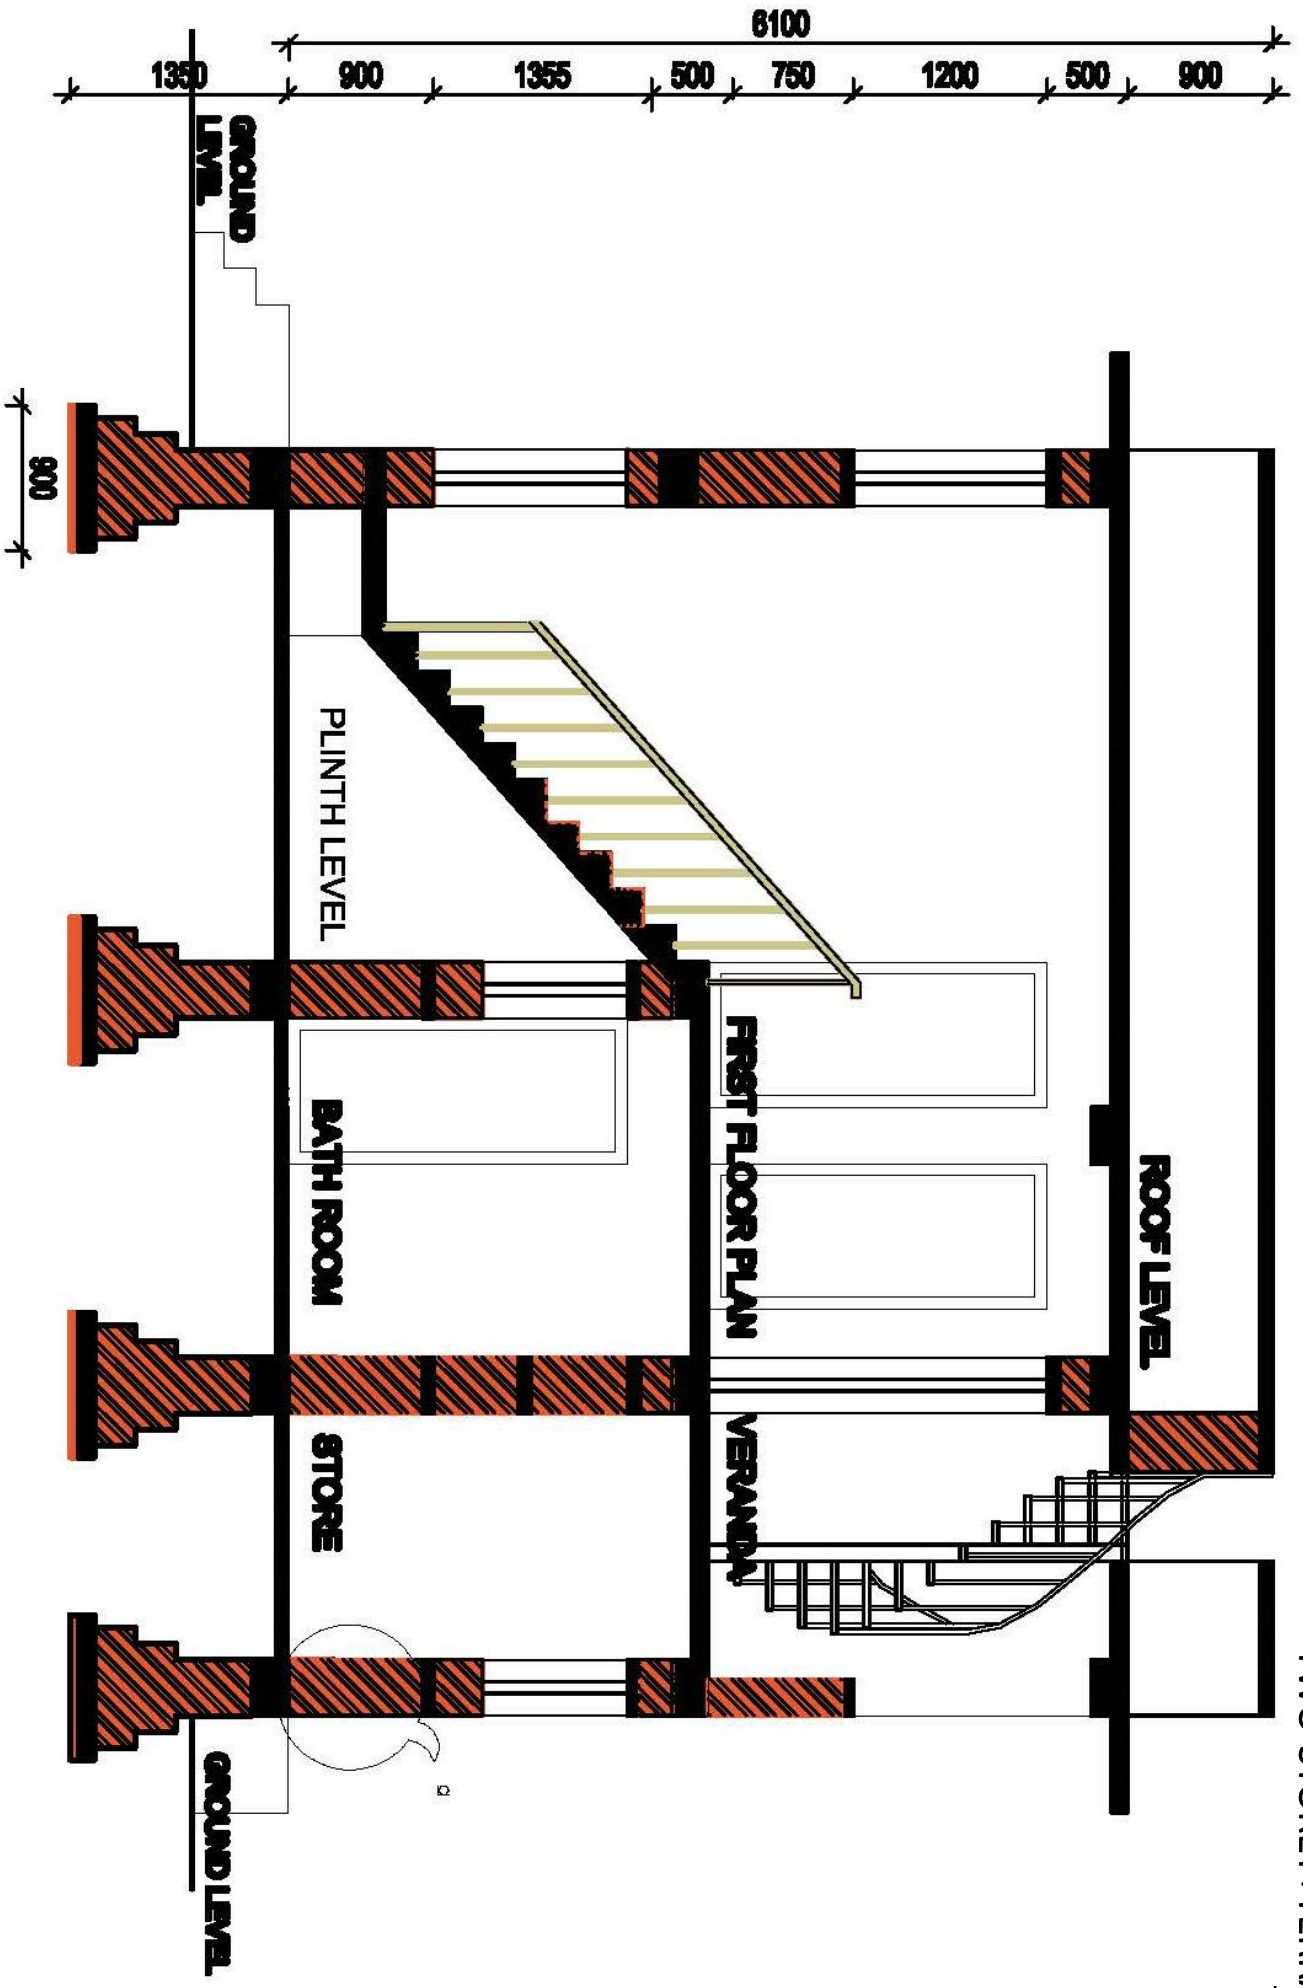 6100
1350 900 1355 500 750 1200 500 900
GROUND
LEVEL
900
PLINTH LEVEL
FIRST FLOOR PLAN
BATH ROOM
ROOF LEVEL
STORE
VERANDA
GROUND LEVEL